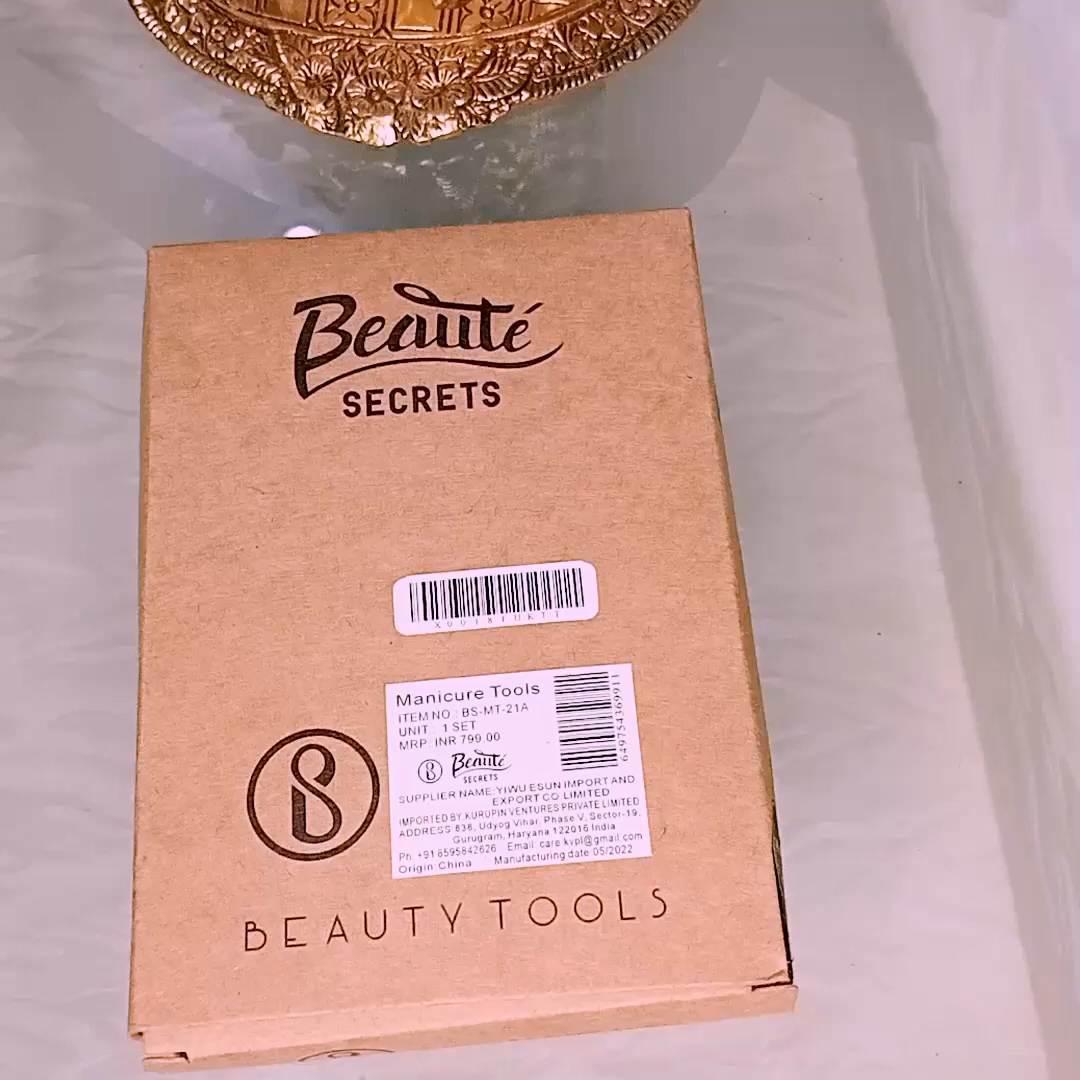 Beauté
SECRETS
Manicure Tools
ITEM NO.: BS-MT-21A
UNIT: 1 SET
MRP: INR 799.00
Beauté
SECRETS
SUPPLIER NAME: YIWU ESUN IMPORT AND
EXPORT CO LIMITED
IMPORTED BY KURUPIN VENTURES PRIVATE LIMITED
ADDRESS 836, Udyog Vihar, Phase V, Sector-19,
Gurugram, Haryana 122016 India
Ph: +91 8595842626 Email: care.kvpl@gmail.com
Origin: China Manufacturing date 05/2022
BEAUTY TOOLS